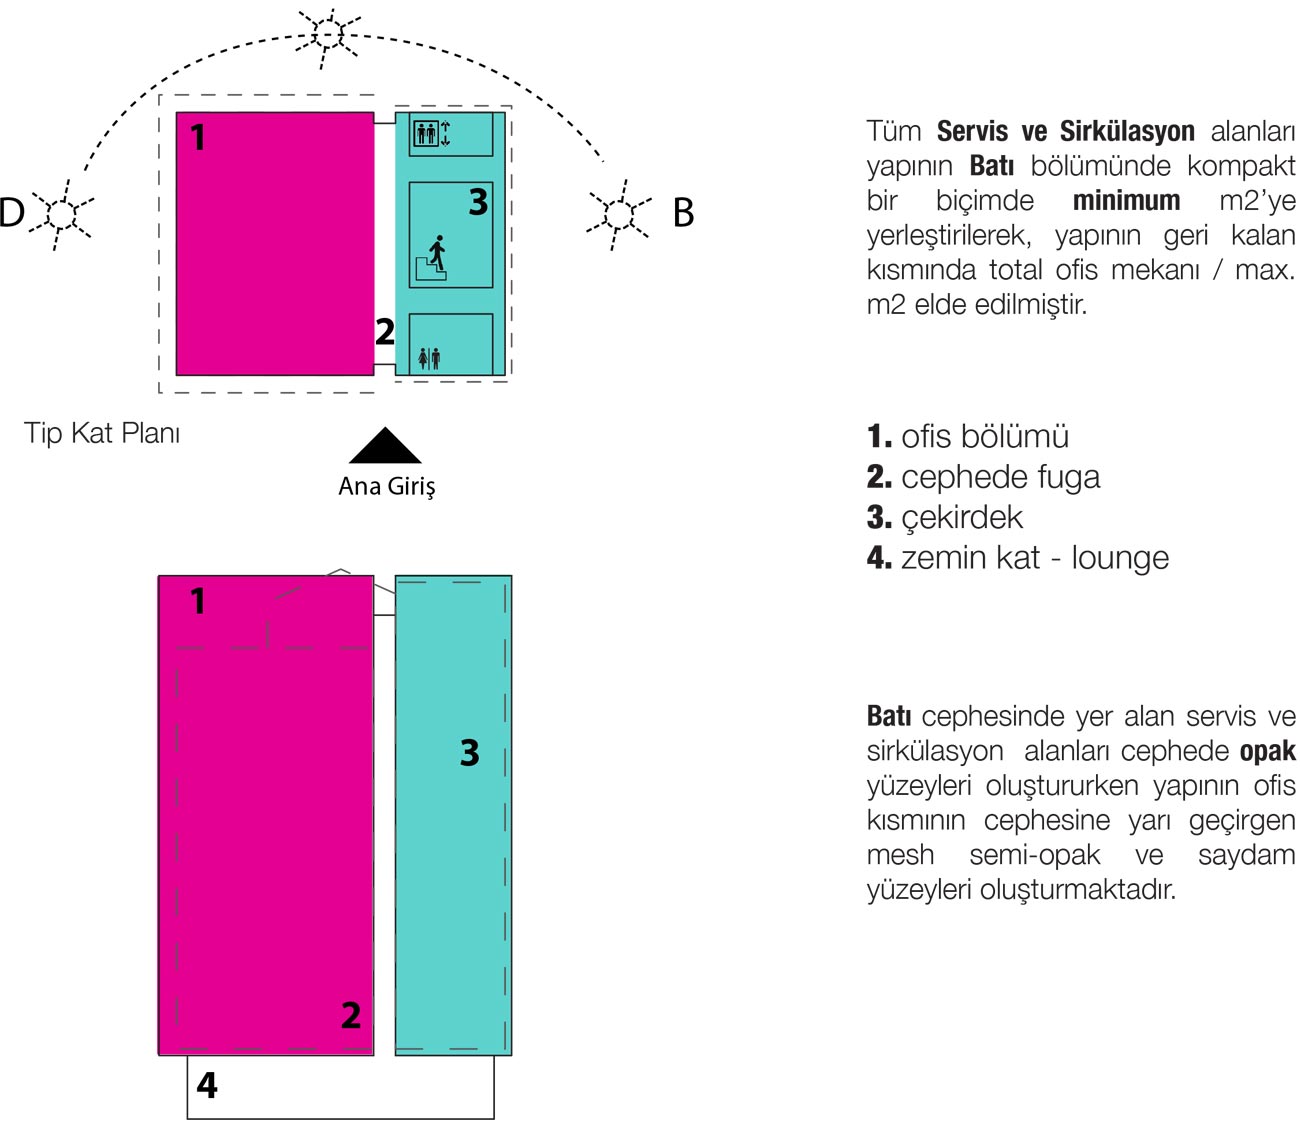 1
3
D
B
2
Tip Kat Planı
Ana Giriş
1
3
2
4
Tüm Servis ve Sirkülasyon alanları
yapının Batı bölümünde kompakt
bir biçimde minimum m2'ye
yerleştirilerek, yapının geri kalan
kısmında total ofis mekanı / max.
m2 elde edilmiştir.
1. ofis bölümü
2. cephede fuga
3. çekirdek
4. zemin kat - lounge
Batı cephesinde yer alan servis ve
sirkülasyon alanları cephede opak
yüzeyleri oluştururken yapının ofis
kısmının cephesine yarı geçirgen
mesh semi-opak ve saydam
yüzeyleri oluşturmaktadır.